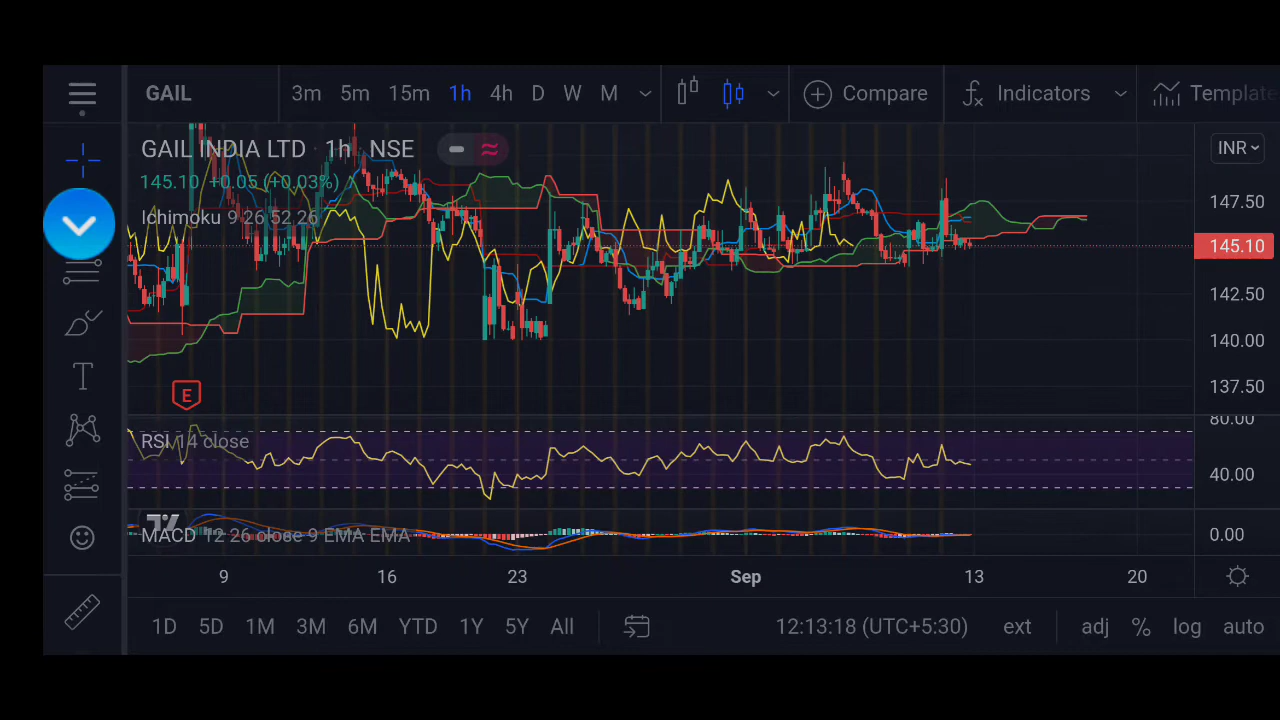 GAIL 3m 5m 15m 1h 4h D W M Compare Indicators Template
GAIL INDIA LTD · 1h · NSE INR
145.10 +0.05 (+0.03%)
147.50
Ichimoku 9 26 52 26
145.10
142.50
140.00
137.50
E
80.00
RSI 14 close
40.00
MACD 12 26 close 9 EMA EMA 0.00
9 16 23 Sep 13 20
1D 5D 1M 3M 6M YTD 1Y 5Y All 12:13:18 (UTC+5:30) ext adj % log auto